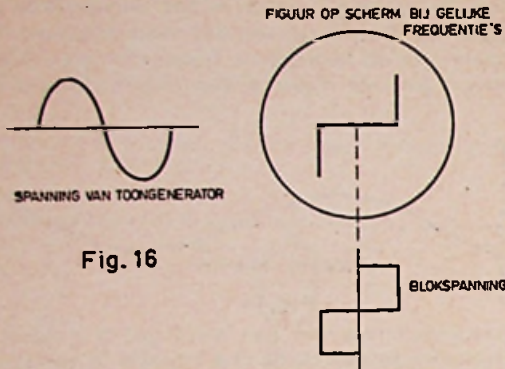 FIGUUR OP SCHERM BIJ GELIJKE
FREQUENTIE'S
SPANNING VAN TOONGENERATOR
Fig. 16
BLOKSPANNING